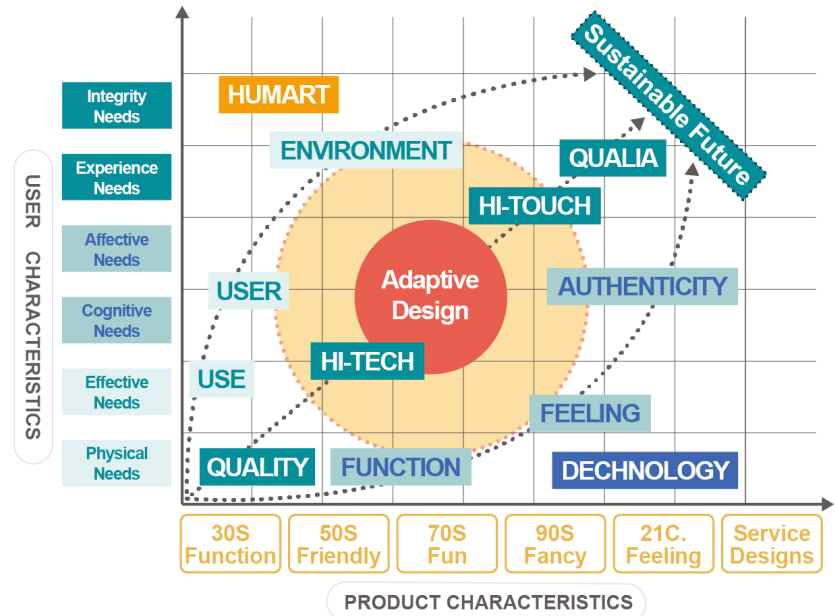 Sustainable Future
Integrity
Needs
HUMART
ENVIRONMENT
QUALIA
Experience
Needs
HI-TOUCH
USER CHARACTERISTICS
Affective
Needs
Adaptive
Design
USER
AUTHENTICITY
Cognitive
Needs
HI-TECH
USE
Effective
Needs
FEELING
Physical
Needs
QUALITY
FUNCTION
DECHNOLOGY
30S
Function
50S
Friendly
70S
Fun
90S
Fancy
21C.
Feeling
Service
Designs
PRODUCT CHARACTERISTICS